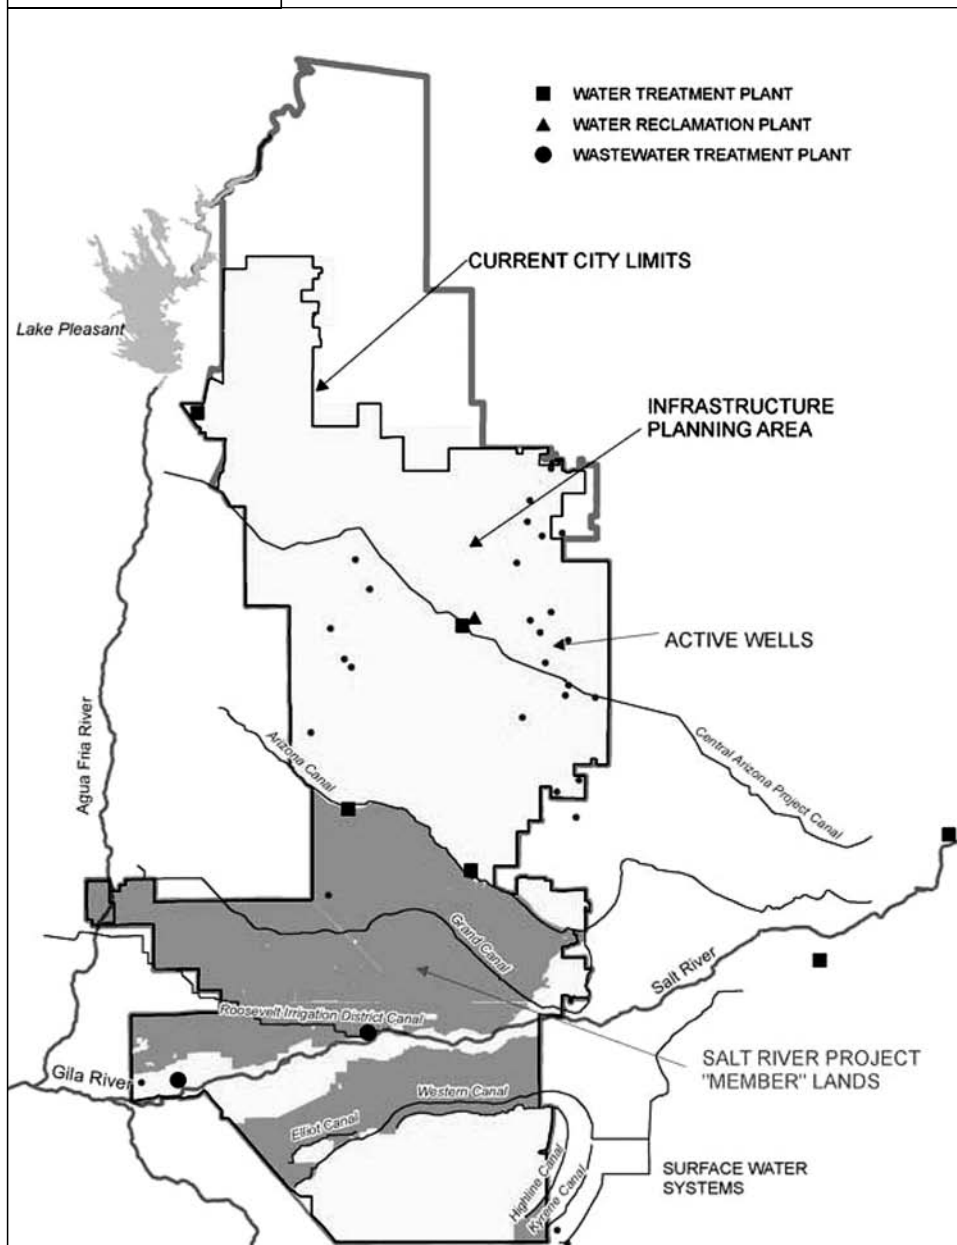 WATER TREATMENT PLANT
WATER RECLAMATION PLANT
WASTEWATER TREATMENT PLANT
CURRENT CITY LIMITS
Lake Pleasant
INFRASTRUCTURE
PLANNING AREA
ACTIVE WELLS
Agua Fria River
Arizona Canal
Central Arizona Project Canal
Grand Canal
Salt River
Roosevelt Irrigation District Canal
SALT RIVER PROJECT
"MEMBER" LANDS
Gila River
Western Canal
Elliot Canal
Highline Canal
Kyrene Canal
SURFACE WATER
SYSTEMS